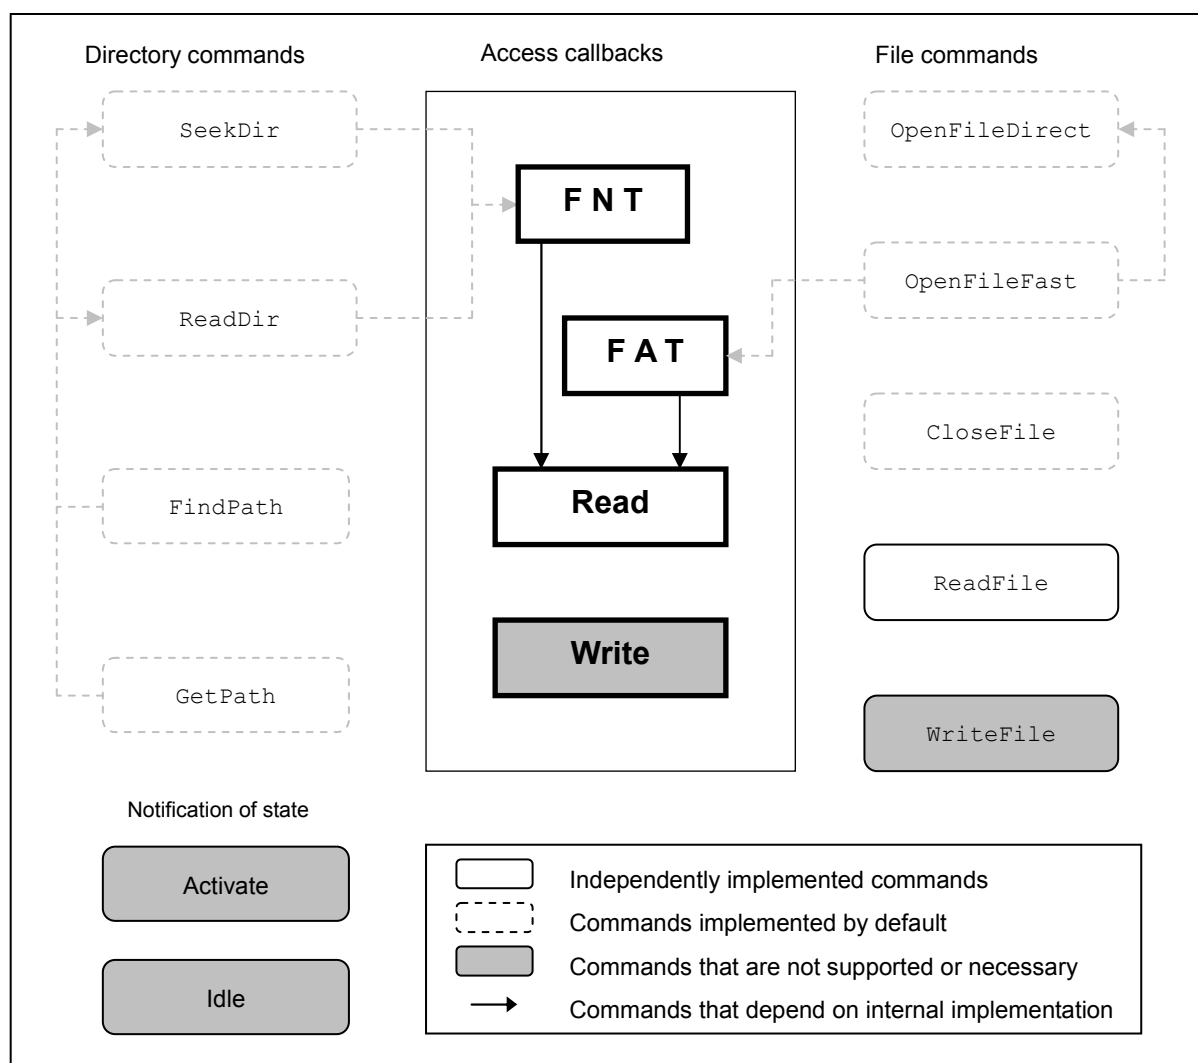 Directory commands
Access callbacks
File commands
SeekDir
OpenFileDirect
F N T
ReadDir
OpenFileFast
F A T
CloseFile
FindPath
Read
ReadFile
Write
GetPath
WriteFile
Notification of state
Activate
Idle
Independently implemented commands
Commands implemented by default
Commands that are not supported or necessary
Commands that depend on internal implementation